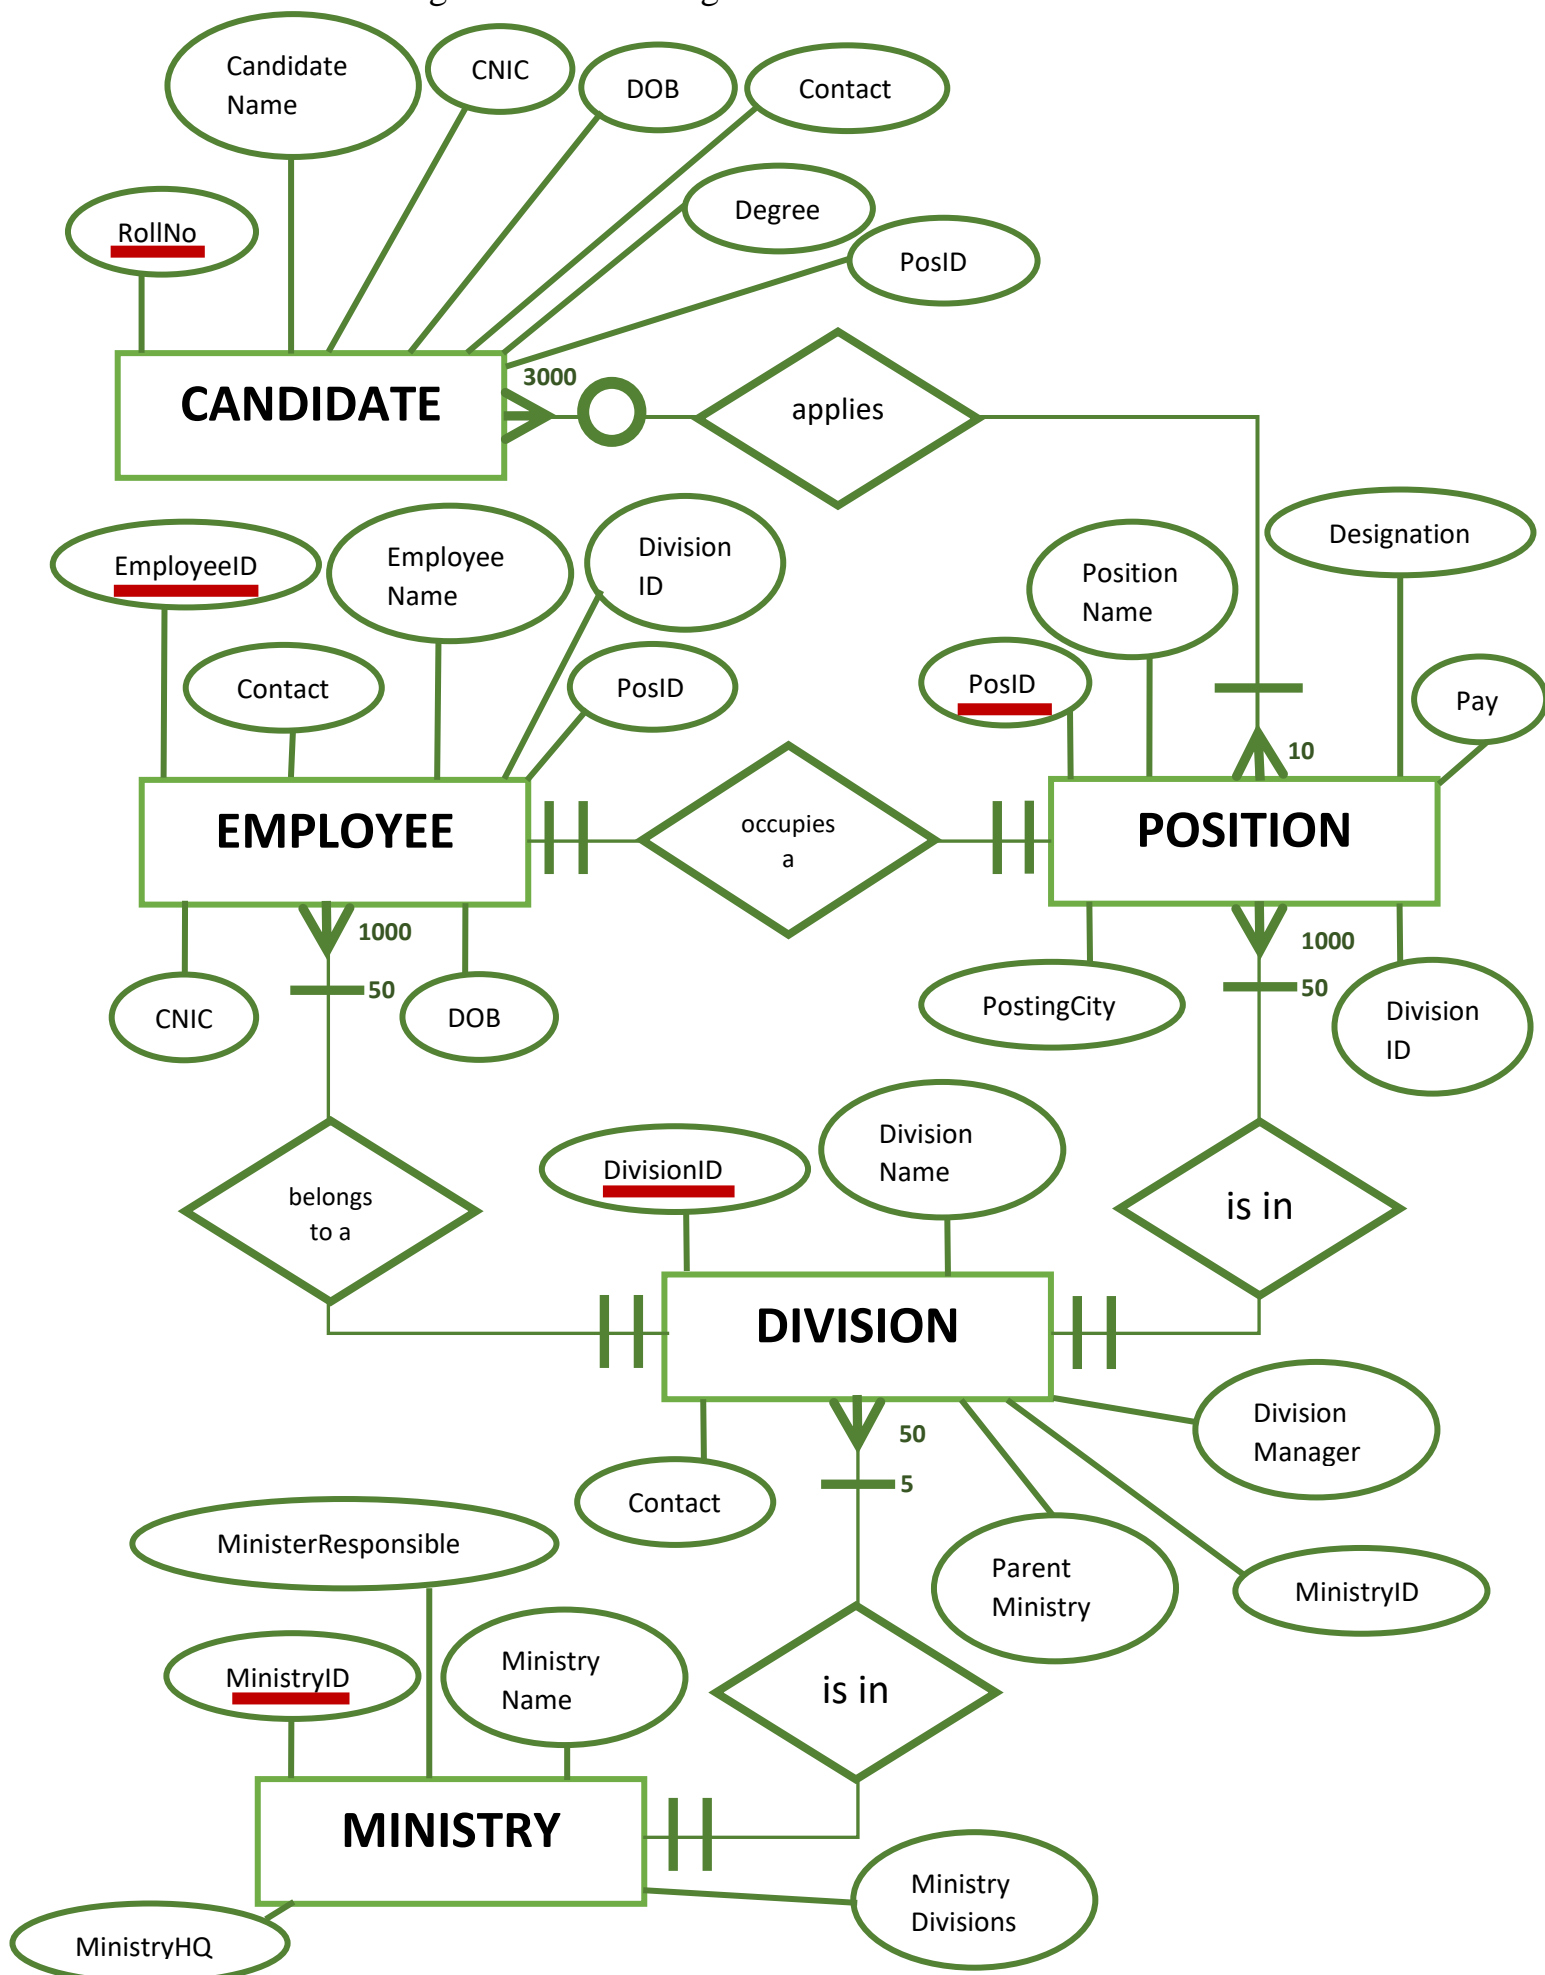 Candidate
Name
CNIC
DOB
Contact
Degree
RollNo
PosID
CANDIDATE
3000
applies
Designation
EmployeeID
Employee
Name
Division
ID
Position
Name
Contact
PosID
PosID
Pay
10
EMPLOYEE
occupies
a
POSITION
1000
50
CNIC
DOB
1000
50
PostingCity
Division
ID
belongs
to a
DivisionID
Division
Name
is in
DIVISION
Division
Manager
50
5
Contact
MinisterResponsible
Parent
Ministry
MinistryID
MinistryID
Ministry
Name
is in
MINISTRY
Ministry
Divisions
MinistryHQ